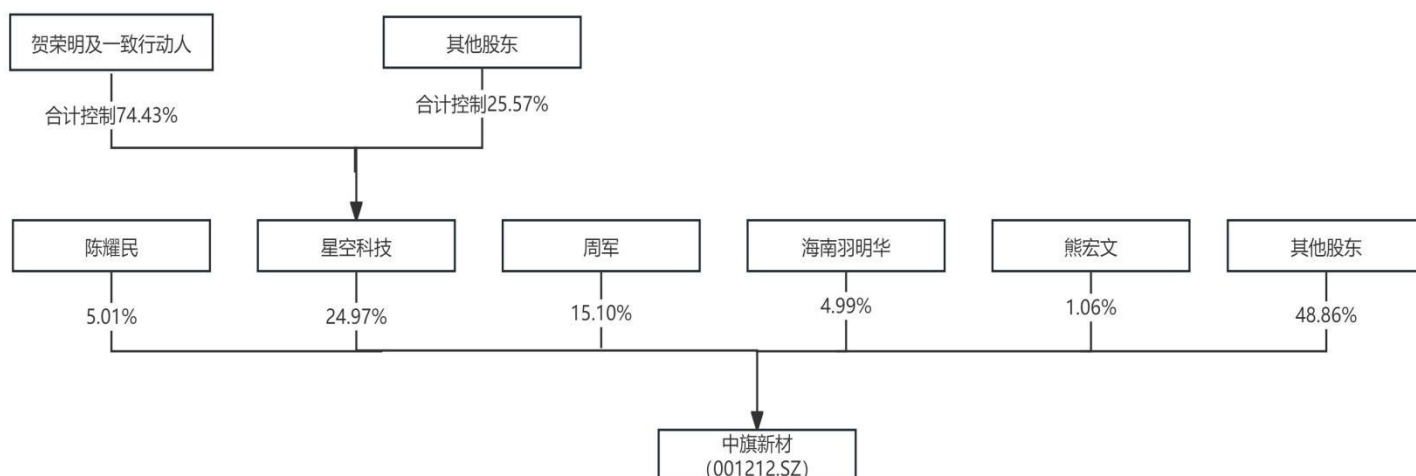 贺荣明及一致行动人
其他股东
合计控制74.43%
合计控制25.57%
陈耀民
星空科技
周军
海南羽明华
熊宏文
其他股东
5.01%
24.97%
15.10%
4.99%
1.06%
48.86%
中旗新材
（001212.SZ）